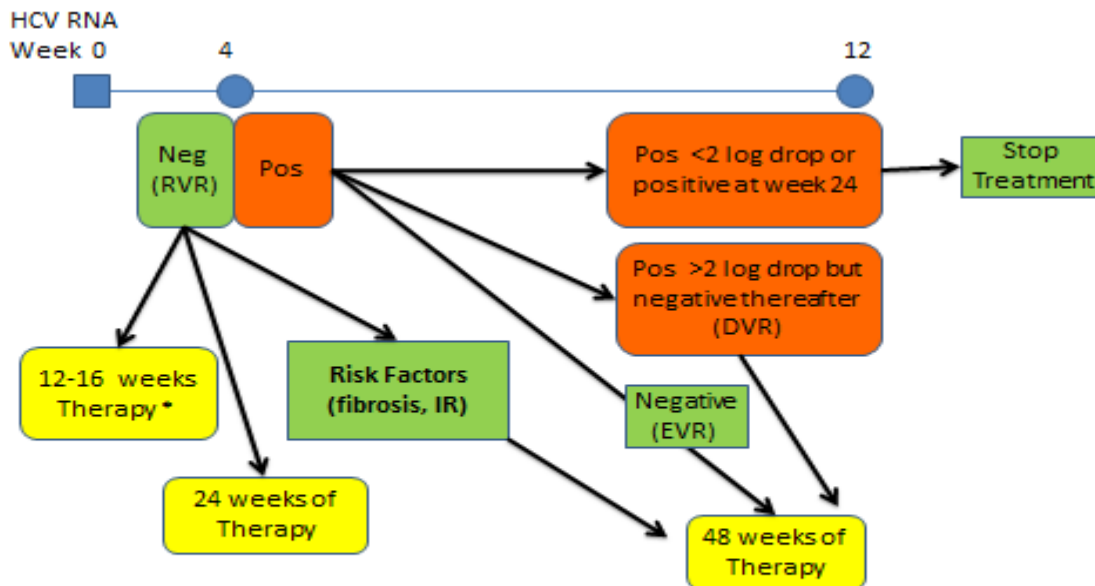 HCV RNA
Week 0
4
12
Neg
(RVR)
Pos
Pos <2 log drop or
positive at week 24
Stop
Treatment
Pos >2 log drop but
negative thereafter
(DVR)
12-16 weeks
Therapy *
Risk Factors
(fibrosis, IR)
Negative
(EVR)
24 weeks of
Therapy
48 weeks of
Therapy